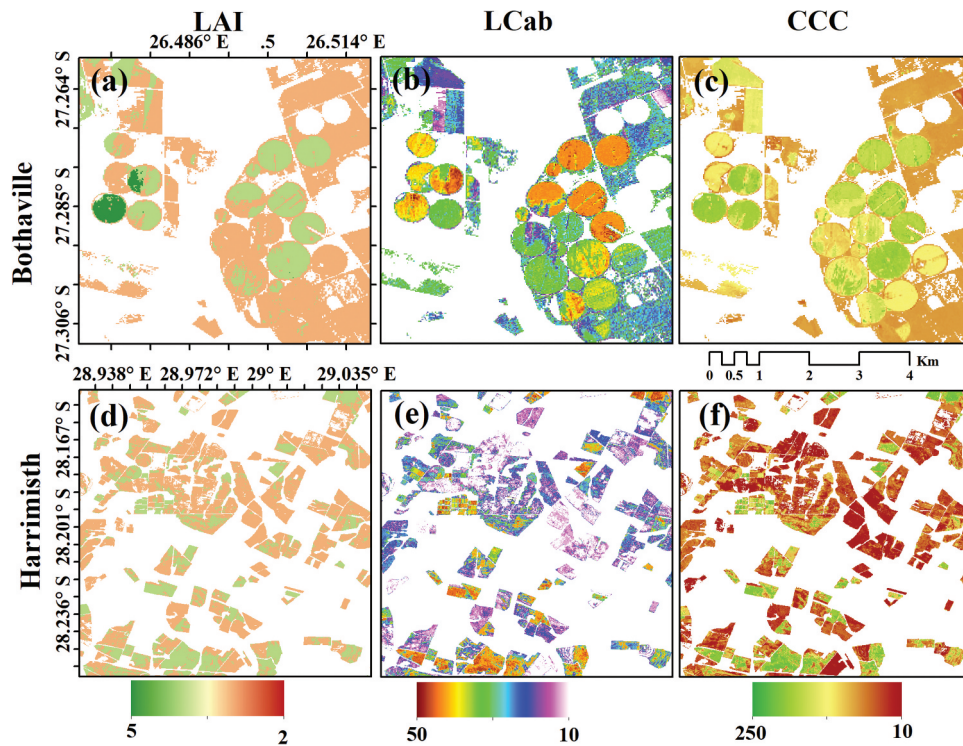 LAI
LCab
CCC
26.486° E
.5
26.514° E
27.264° S
27.285° S
27.306° S
Bothaville
(a)
(b)
(c)
0
0.5
1
2
3
4
Km
28.938° E
28.972° E
29° E
29.035° E
28.167° S
28.201° S
28.236° S
Harrimisth
(d)
(e)
(f)
5
2
50
10
250
10